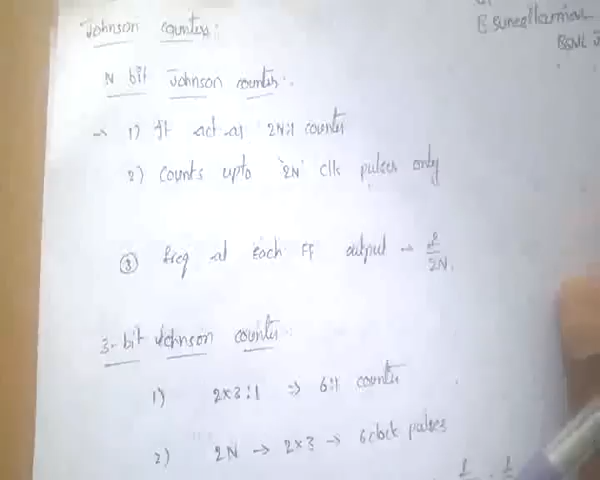 Johnson counters:
E Suneelkumar
N bit Johnson counter:
→ 1) It act as 2N:1 counter
2) Counts upto '2N' clk pulses only
③ freq at each FF output → f/2N.
3-bit Johnson counter:
1) 2×3:1 ⇒ 6:1 counter
2) 2N → 2×3 → 6 clock pulses